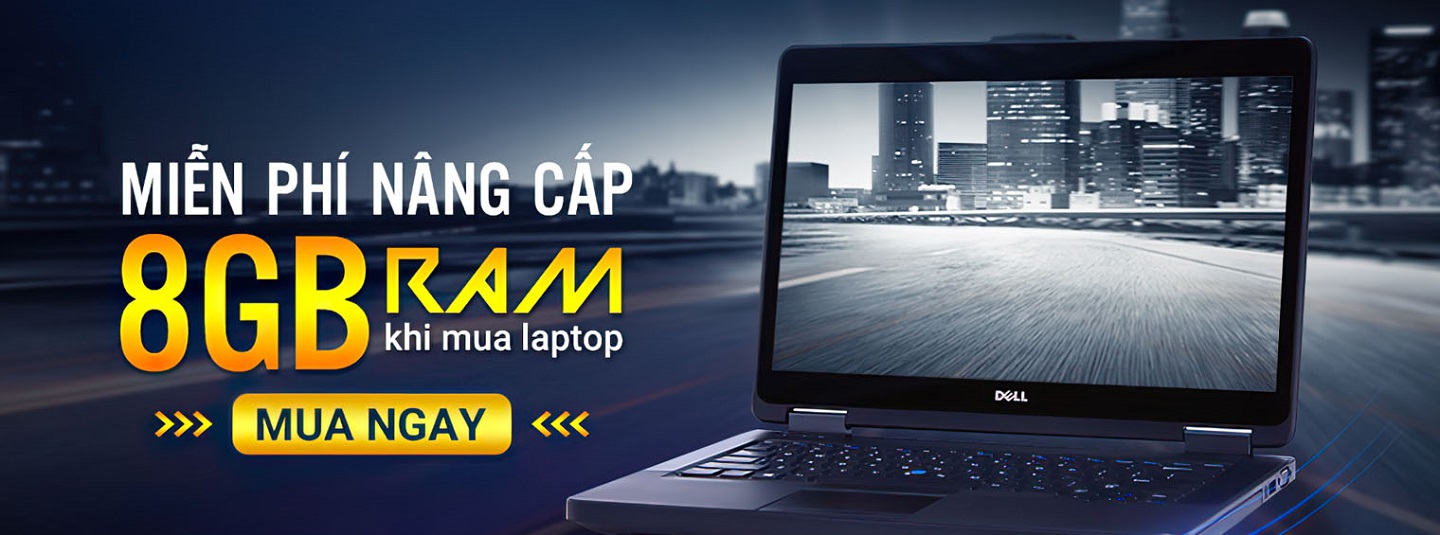 MIỄN PHÍ NÂNG CẤP
8GB RAM
khi mua laptop
>>> MUA NGAY <<<
DELL